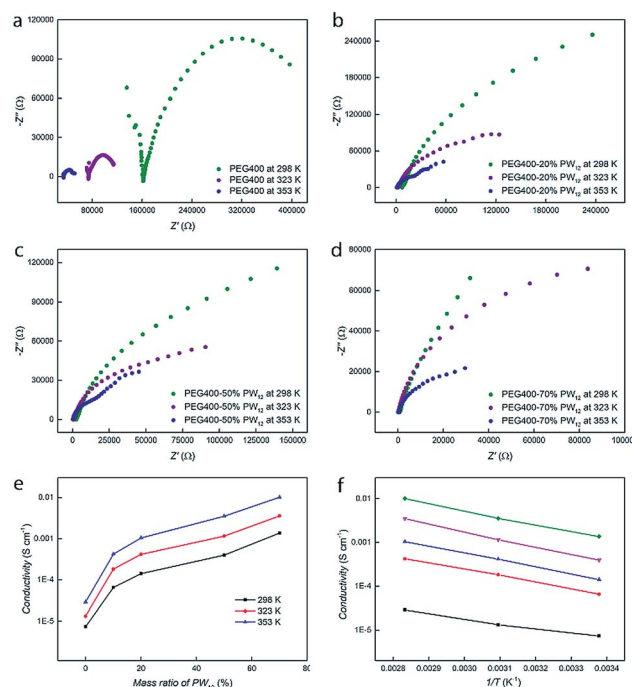 a
120000
90000
60000
30000
0
-Z″ (Ω)
PEG400 at 298 K
PEG400 at 323 K
PEG400 at 353 K
80000 160000 240000 320000 400000
Z′ (Ω)
b
240000
180000
120000
60000
0
-Z″ (Ω)
PEG400-20% PW₁₂ at 298 K
PEG400-20% PW₁₂ at 323 K
PEG400-20% PW₁₂ at 353 K
0 60000 120000 180000 240000
Z′ (Ω)
c
120000
90000
60000
30000
0
-Z″ (Ω)
PEG400-50% PW₁₂ at 298 K
PEG400-50% PW₁₂ at 323 K
PEG400-50% PW₁₂ at 353 K
0 25000 50000 75000 100000 125000 150000
Z′ (Ω)
d
80000
60000
40000
20000
0
-Z″ (Ω)
PEG400-70% PW₁₂ at 298 K
PEG400-70% PW₁₂ at 323 K
PEG400-70% PW₁₂ at 353 K
0 20000 40000 60000 80000
Z′ (Ω)
e
0.01
0.001
1E-4
1E-5
Conductivity (S cm⁻¹)
298 K
323 K
353 K
0 20 40 60
Mass ratio of PW₁₂ (%)
f
0.01
0.001
1E-4
1E-5
Conductivity (S cm⁻¹)
0.0028 0.0029 0.0030 0.0031 0.0032 0.0033 0.0034
1/T (K⁻¹)